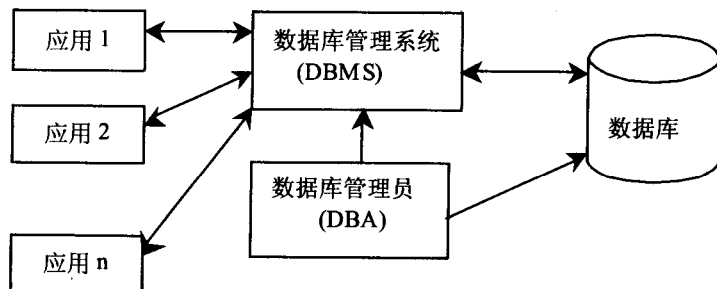 应用 1
数据库管理系统
(DBMS)
应用 2
数据库
数据库管理员
(DBA)
应用 n